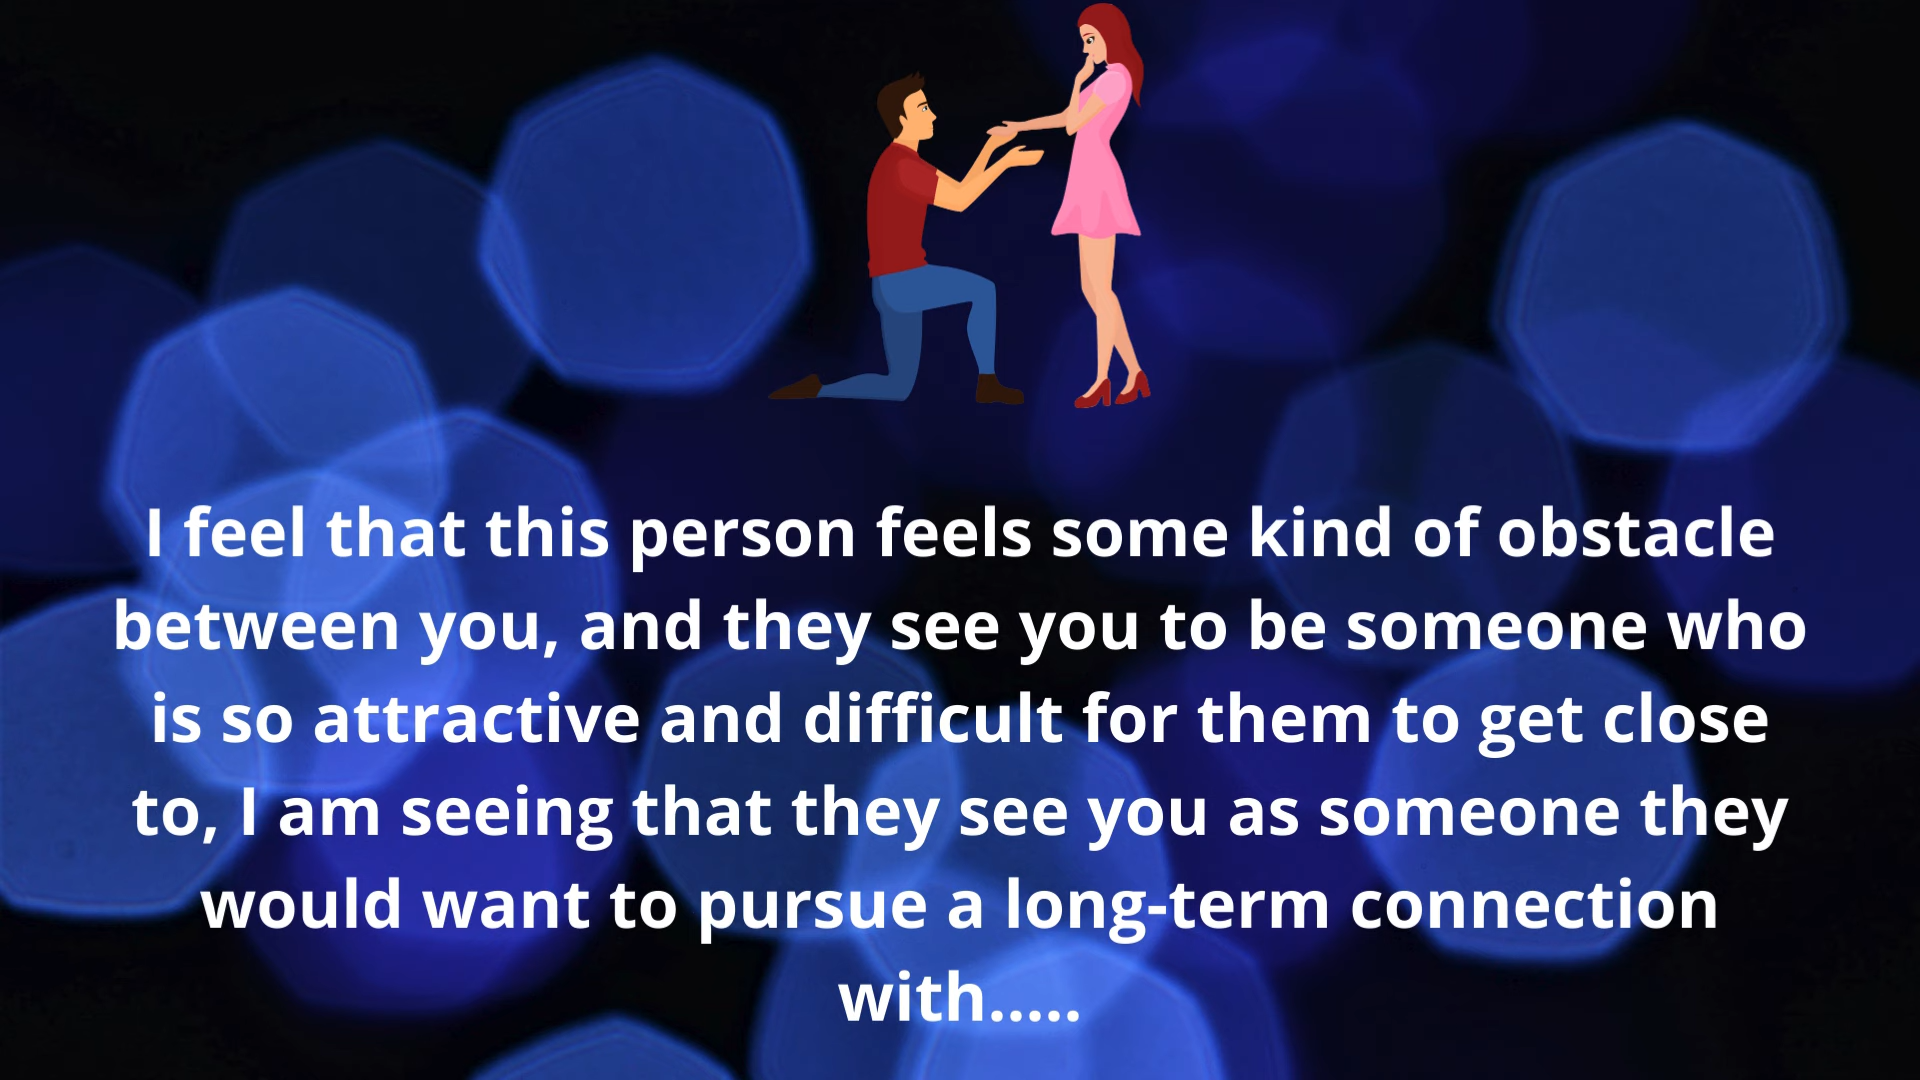 I feel that this person feels some kind of obstacle
between you, and they see you to be someone who
is so attractive and difficult for them to get close
to, I am seeing that they see you as someone they
would want to pursue a long-term connection
with.....